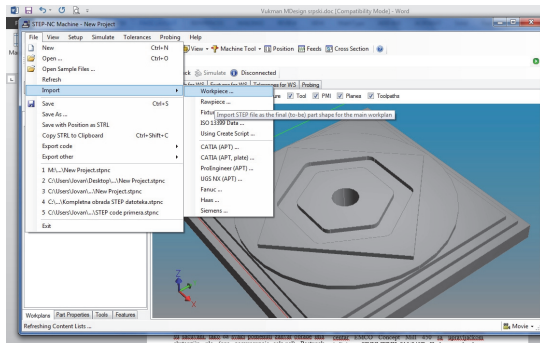 Vukman MDesign srpski.doc [Compatibility Mode] - Word
STEP-NC Machine - New Project
File View Setup Simulate Tolerances Probing Help
New Ctrl+N
View Machine Tool Position Feeds Cross Section
Open ... Ctrl+O
Open Sample Files ...
Simulate Disconnected
Refresh
for WS Probing
Import
Workpiece ...
Tool PMI Planes Toolpaths
Save Ctrl+S
Rawpiece ...
Save As ...
Import STEP file as the final (to-be) part shape for the main workplan
Save with Position as STRL
ISO 13399 Data ...
Copy STRL to Clipboard Ctrl+Shift+C
Using Create Script ...
Export code
CATIA (APT) ...
Export other
CATIA (APT, plate) ...
1 M:\...\New Project.stpnc
ProEngineer (APT) ...
2 C:\Users\Jovan\Desktop\...\New Project.stpnc
UGS NX (APT) ...
3 C:\Users\Jovan\...\New Project.stpnc
Fanuc ...
4 C:\...\Kompletna obrada STEP datoteka.stpnc
Haas ...
5 C:\Users\Jovan\...\STEP code primera.stpnc
Siemens ...
Exit
Z
X
Workplan Part Properties Tools Features
Refreshing Content Lists ...
Movie
EMCO Concept Mill